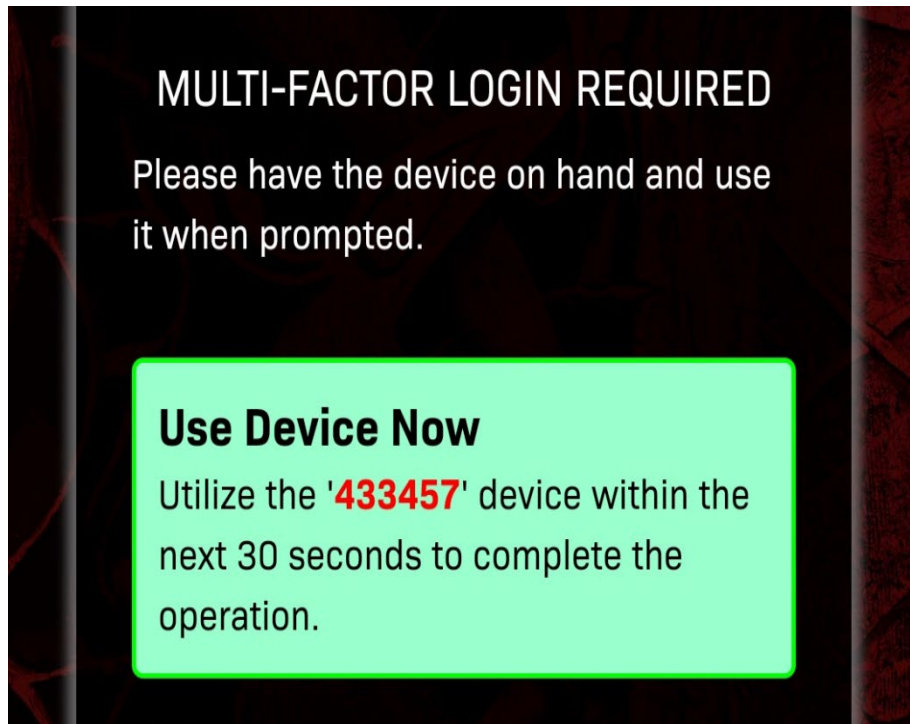 MULTI-FACTOR LOGIN REQUIRED
Please have the device on hand and use
it when prompted.
Use Device Now
Utilize the '433457' device within the
next 30 seconds to complete the
operation.